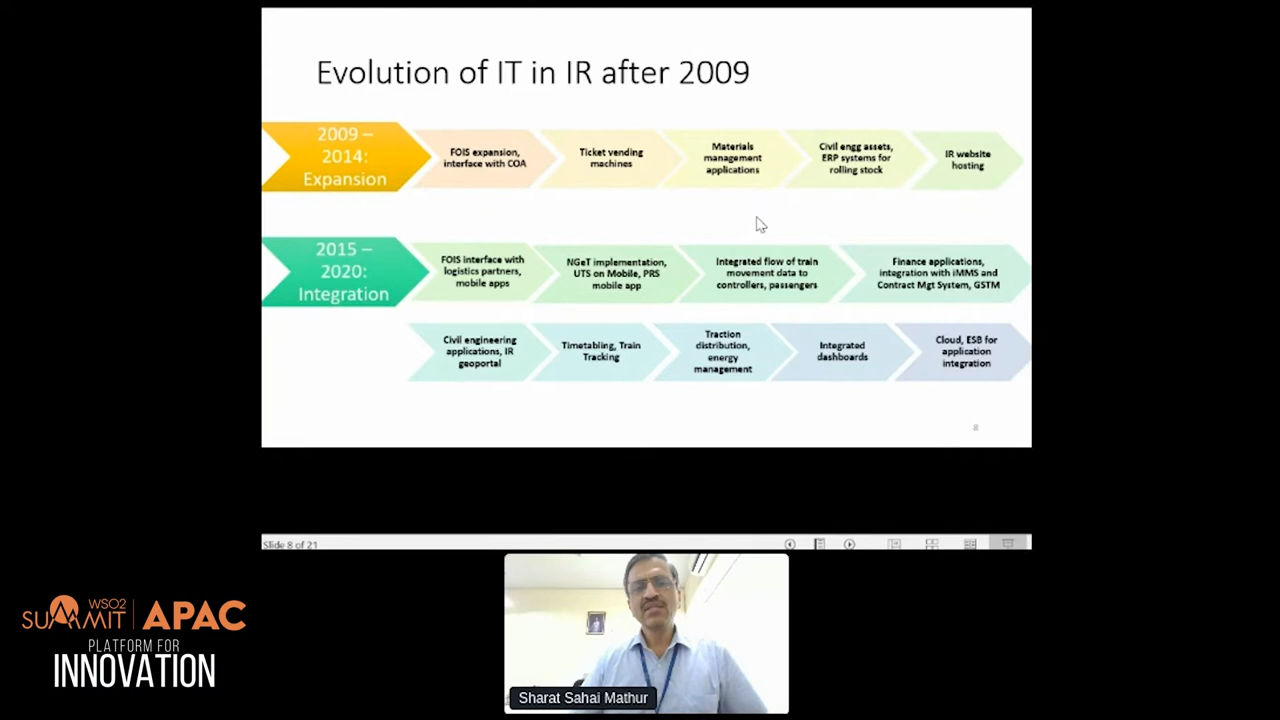 Evolution of IT in IR after 2009
2009 –
2014:
Expansion
FOIS expansion,
interface with COA
Ticket vending
machines
Materials
management
applications
Civil engg assets,
ERP systems for
rolling stock
IR website
hosting
2015 –
2020:
Integration
FOIS interface with
logistics partners,
mobile apps
NGeT implementation,
UTS on Mobile, PRS
mobile app
Integrated flow of train
movement data to
controllers, passengers
Finance applications,
integration with iMMS and
Contract Mgt System, GSTM
Civil engineering
applications, IR
geoportal
Timetabling, Train
Tracking
Traction
distribution,
energy
management
Integrated
dashboards
Cloud, ESB for
application
integration
8
Slide 8 of 21
WSO2
SUMMIT APAC
PLATFORM FOR
INNOVATION
Sharat Sahai Mathur